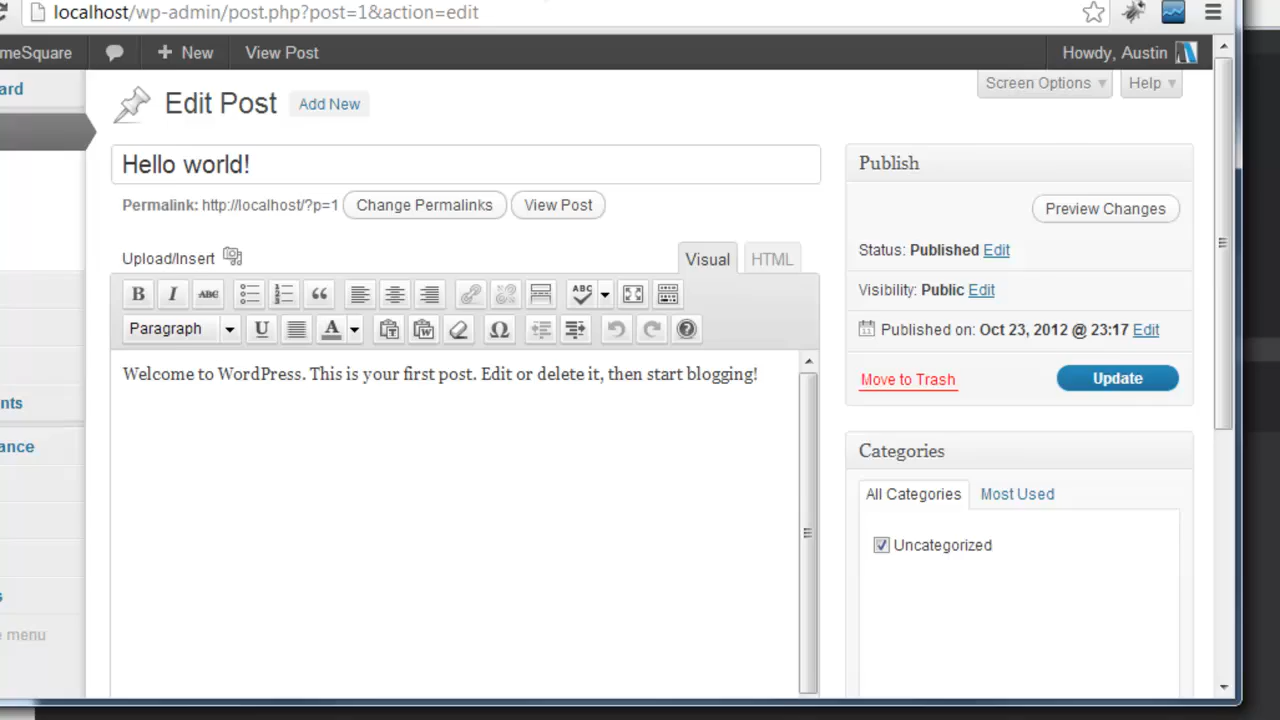 localhost/wp-admin/post.php?post=1&action=edit
meSquare + New View Post Howdy, Austin
ard
Screen Options Help
Edit Post Add New
Hello world!
Permalink: http://localhost/?p=1 Change Permalinks View Post
Upload/Insert Visual HTML
B I ABC ABC
Paragraph U A Ω ?
Welcome to WordPress. This is your first post. Edit or delete it, then start blogging!
Publish
Preview Changes
Status: Published Edit
Visibility: Public Edit
Published on: Oct 23, 2012 @ 23:17 Edit
Move to Trash Update
Categories
All Categories Most Used
Uncategorized
nts
ance
s
e menu